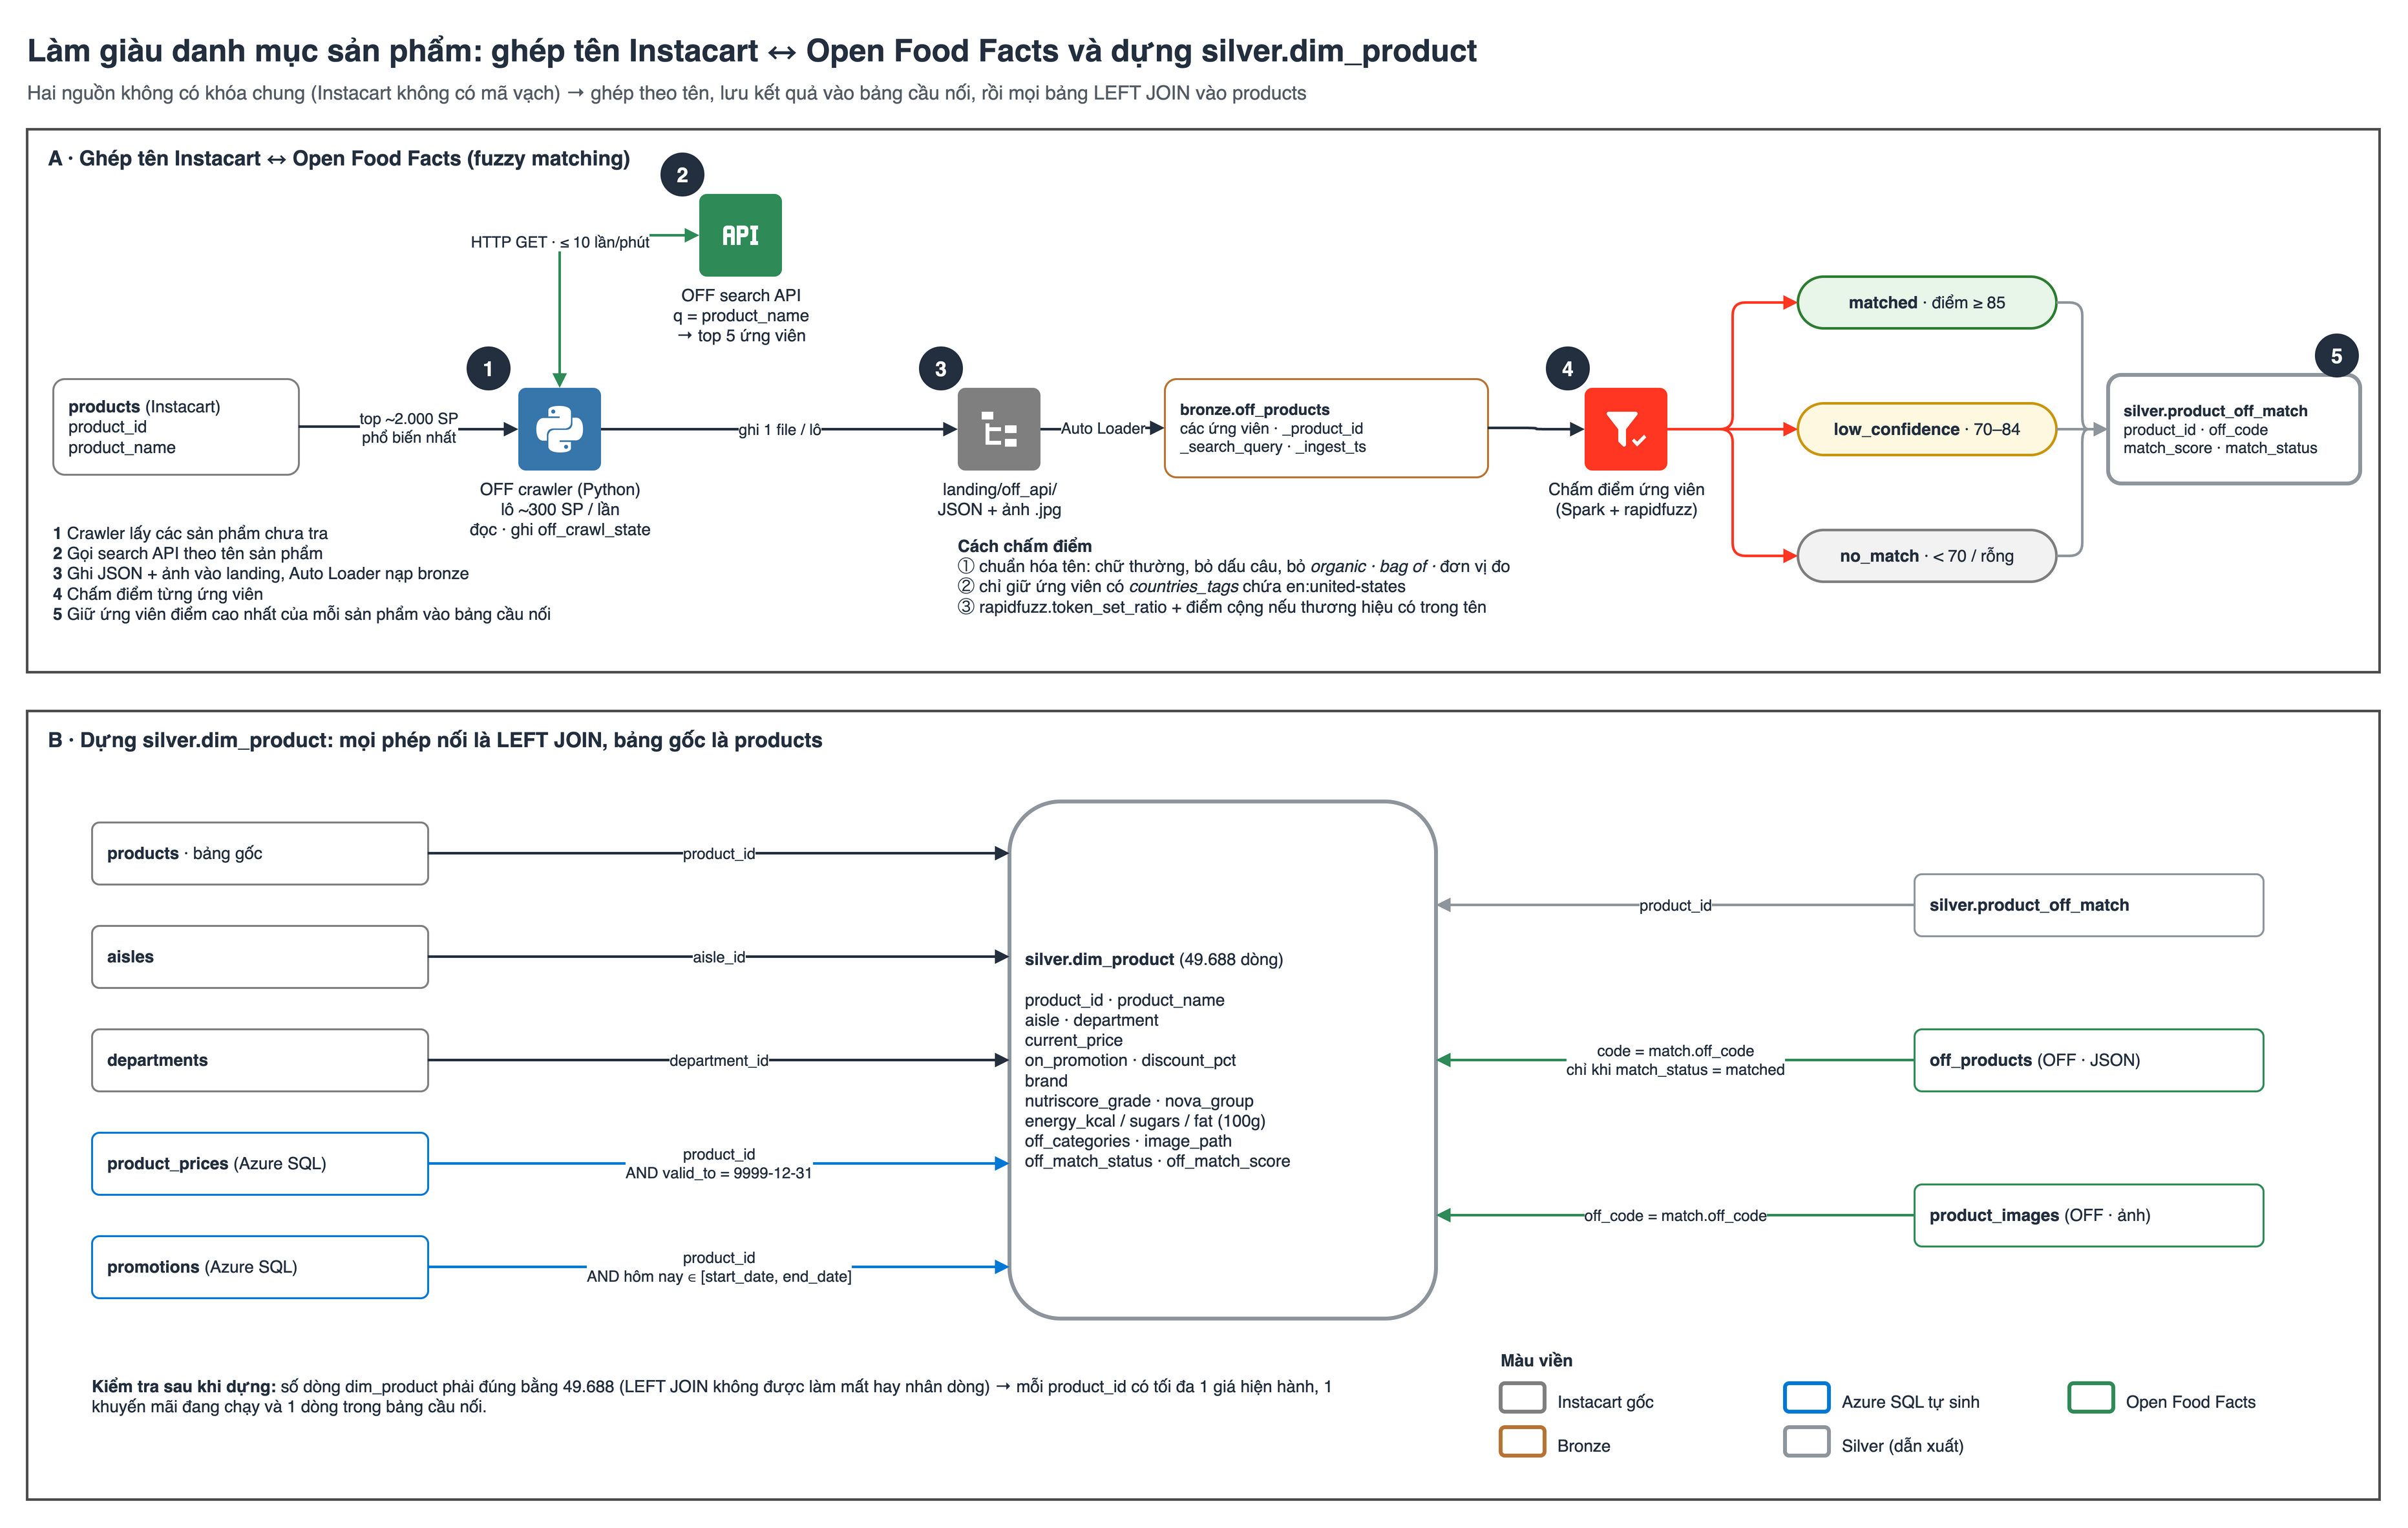 Làm giàu danh mục sản phẩm: ghép tên Instacart ↔ Open Food Facts và dựng silver.dim_product
Hai nguồn không có khóa chung (Instacart không có mã vạch) → ghép theo tên, lưu kết quả vào bảng cầu nối, rồi mọi bảng LEFT JOIN vào products
A · Ghép tên Instacart ↔ Open Food Facts (fuzzy matching)
2
API
HTTP GET · ≤ 10 lần/phút
OFF search API
q = product_name
→ top 5 ứng viên
products (Instacart)
product_id
product_name
top ~2.000 SP
phổ biến nhất
1
OFF crawler (Python)
lô ~300 SP / lần
đọc · ghi off_crawl_state
ghi 1 file / lô
3
landing/off_api/
JSON + ảnh .jpg
Auto Loader
bronze.off_products
các ứng viên · _product_id
_search_query · _ingest_ts
4
Chấm điểm ứng viên
(Spark + rapidfuzz)
matched · điểm ≥ 85
low_confidence · 70–84
no_match · < 70 / rỗng
5
silver.product_off_match
product_id · off_code
match_score · match_status
1 Crawler lấy các sản phẩm chưa tra
2 Gọi search API theo tên sản phẩm
3 Ghi JSON + ảnh vào landing, Auto Loader nạp bronze
4 Chấm điểm từng ứng viên
5 Giữ ứng viên điểm cao nhất của mỗi sản phẩm vào bảng cầu nối
Cách chấm điểm
① chuẩn hóa tên: chữ thường, bỏ dấu câu, bỏ organic · bag of · đơn vị đo
② chỉ giữ ứng viên có countries_tags chứa en:united-states
③ rapidfuzz.token_set_ratio + điểm cộng nếu thương hiệu có trong tên
B · Dựng silver.dim_product: mọi phép nối là LEFT JOIN, bảng gốc là products
products · bảng gốc
product_id
aisles
aisle_id
departments
department_id
product_prices (Azure SQL)
product_id
AND valid_to = 9999-12-31
promotions (Azure SQL)
product_id
AND hôm nay ∈ [start_date, end_date]
silver.dim_product (49.688 dòng)
product_id · product_name
aisle · department
current_price
on_promotion · discount_pct
brand
nutriscore_grade · nova_group
energy_kcal / sugars / fat (100g)
off_categories · image_path
off_match_status · off_match_score
product_id
silver.product_off_match
code = match.off_code
chỉ khi match_status = matched
off_products (OFF · JSON)
off_code = match.off_code
product_images (OFF · ảnh)
Kiểm tra sau khi dựng: số dòng dim_product phải đúng bằng 49.688 (LEFT JOIN không được làm mất hay nhân dòng) → mỗi product_id có tối đa 1 giá hiện hành, 1
khuyến mãi đang chạy và 1 dòng trong bảng cầu nối.
Màu viền
Instacart gốc
Azure SQL tự sinh
Open Food Facts
Bronze
Silver (dẫn xuất)